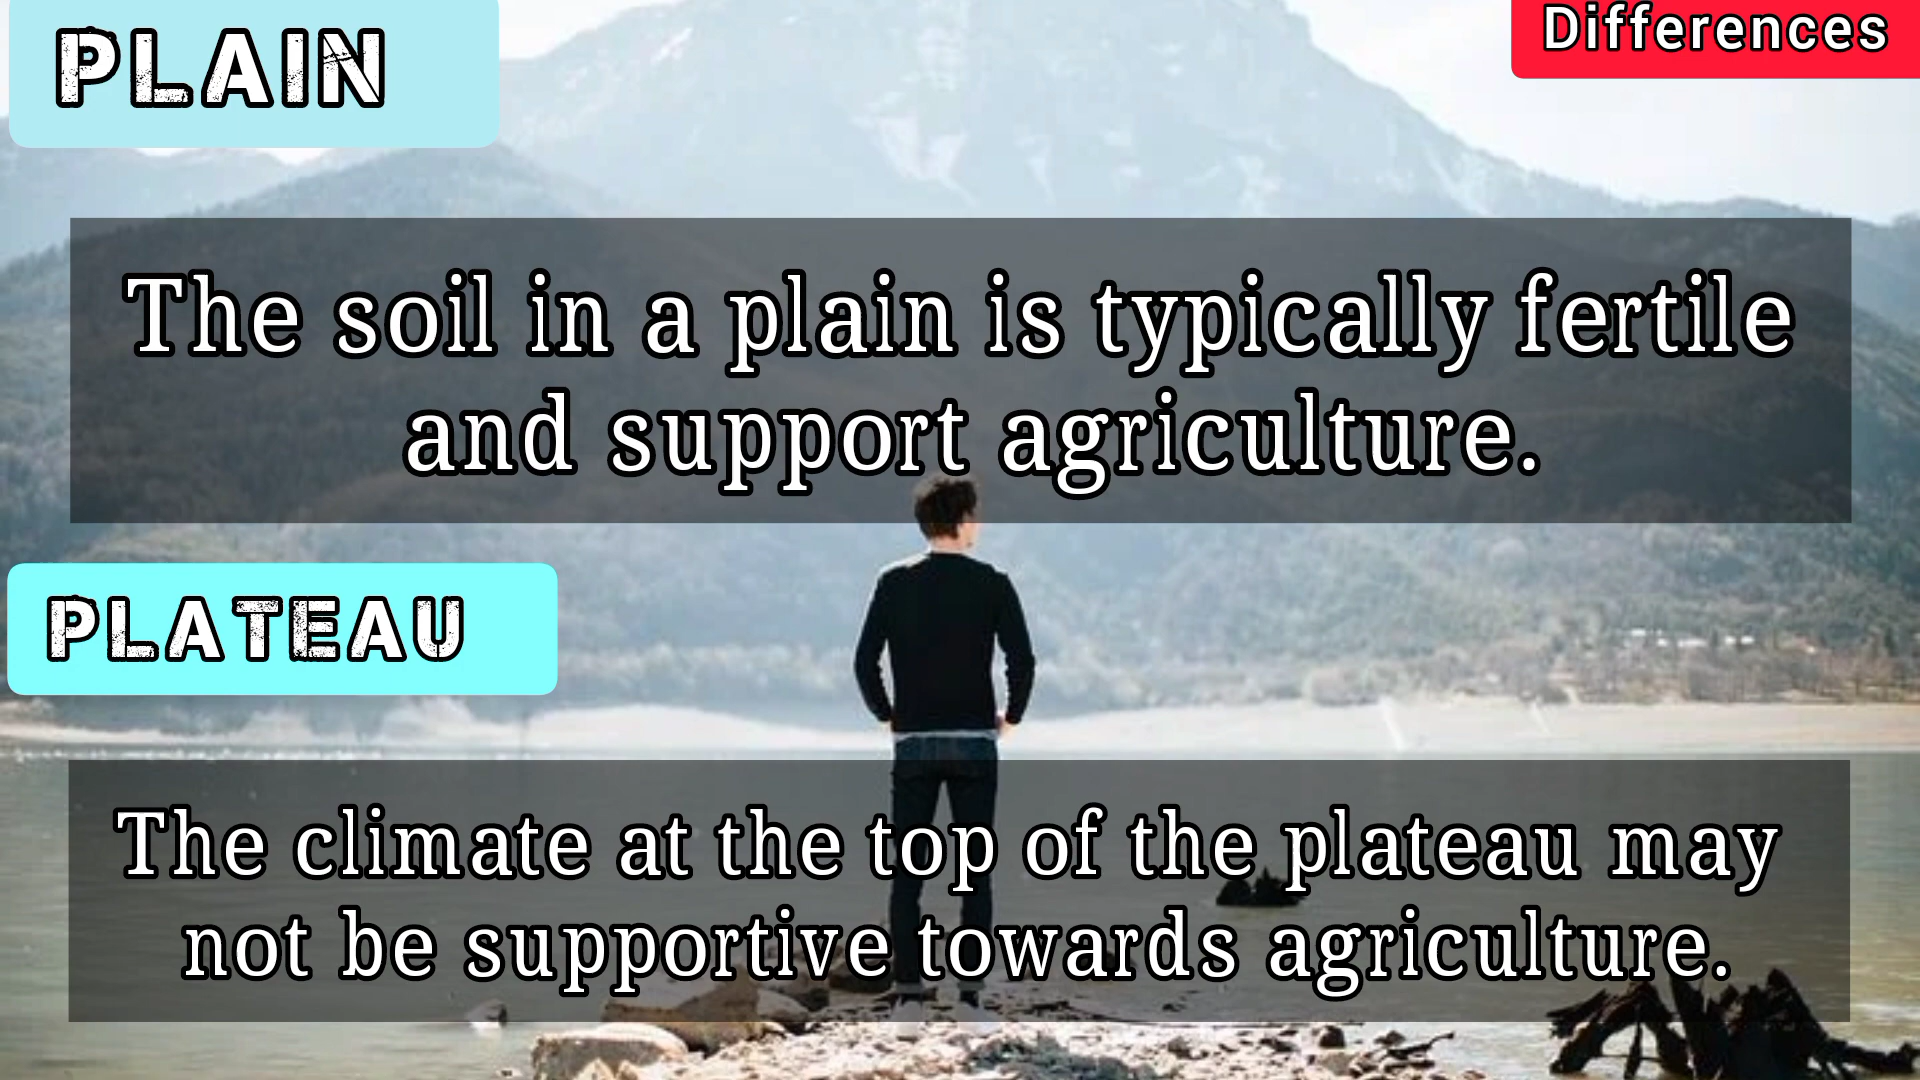 PLAIN
Differences
The soil in a plain is typically fertile
and support agriculture.
PLATEAU
The climate at the top of the plateau may
not be supportive towards agriculture.